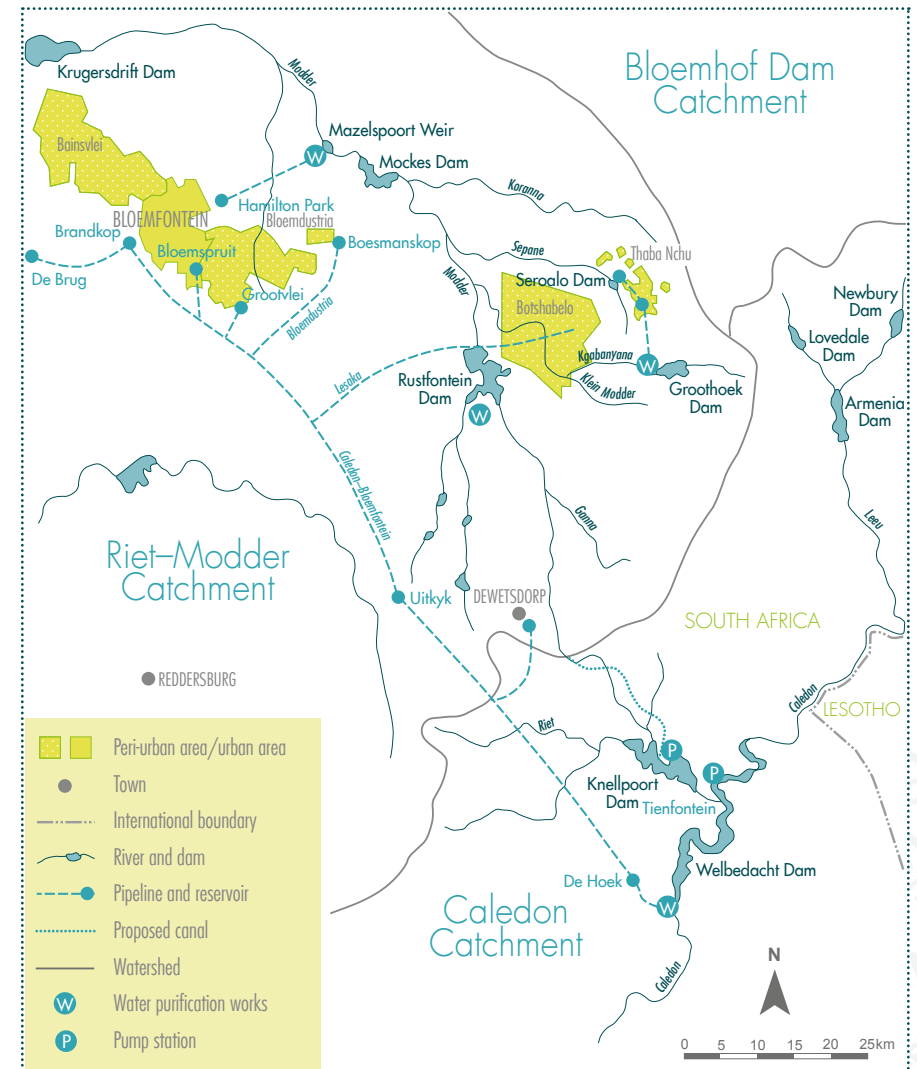 Bloemhof Dam
Catchment
Krugersdrift Dam
Modder
Mazelspoort Weir
W
Mockes Dam
Bainsvlei
Koranna
Hamilton Park
BLOEMFONTEIN
Bloemdustria
Brandkop
Boesmanskop
Sepane
Thaba Nchu
Bloemspruit
De Brug
Modder
Seroalo Dam
Grootvlei
Bloemdustria
Botshabelo
Newbury
Dam
Lovedale
Dam
Kgabanyana
W
Lesaka
Rustfontein
Dam
Klein Modder
Groothoek
Dam
Armenia
Dam
W
Caledon–Bloemfontein
Ganna
Leeu
Riet–Modder
Catchment
Uitkyk
DEWETSDORP
SOUTH AFRICA
REDDERSBURG
Caledon
LESOTHO
Riet
P
P
Knellpoort
Dam
Tienfontein
Welbedacht Dam
De Hoek
W
Caledon
Catchment
Caledon
Peri-urban area/urban area
Town
International boundary
River and dam
Pipeline and reservoir
Proposed canal
Watershed
W Water purification works
P Pump station
N
0 5 10 15 20 25km